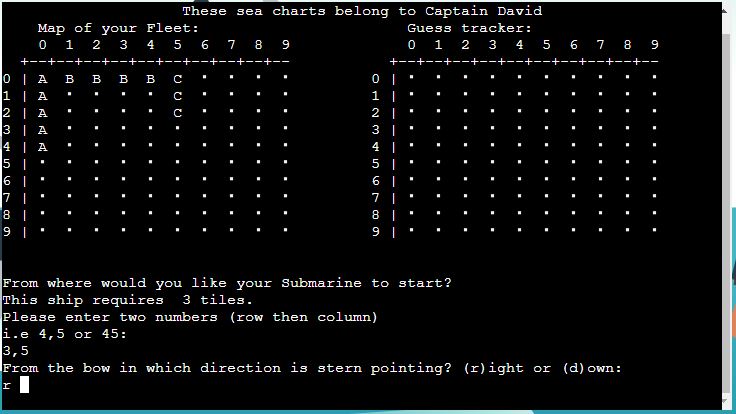 These sea charts belong to Captain David
Map of your Fleet: Guess tracker:
0 1 2 3 4 5 6 7 8 9 0 1 2 3 4 5 6 7 8 9
+--+--+--+--+--+--+--+--+--+-- +--+--+--+--+--+--+--+--+--+--
0 | A B B B B C · · · · 0 | · · · · · · · · · ·
1 | A · · · · C · · · · 1 | · · · · · · · · · ·
2 | A · · · · C · · · · 2 | · · · · · · · · · ·
3 | A · · · · · · · · · 3 | · · · · · · · · · ·
4 | A · · · · · · · · · 4 | · · · · · · · · · ·
5 | · · · · · · · · · · 5 | · · · · · · · · · ·
6 | · · · · · · · · · · 6 | · · · · · · · · · ·
7 | · · · · · · · · · · 7 | · · · · · · · · · ·
8 | · · · · · · · · · · 8 | · · · · · · · · · ·
9 | · · · · · · · · · · 9 | · · · · · · · · · ·
From where would you like your Submarine to start?
This ship requires  3 tiles.
Please enter two numbers (row then column)
i.e 4,5 or 45:
3,5
From the bow in which direction is stern pointing? (r)ight or (d)own:
r